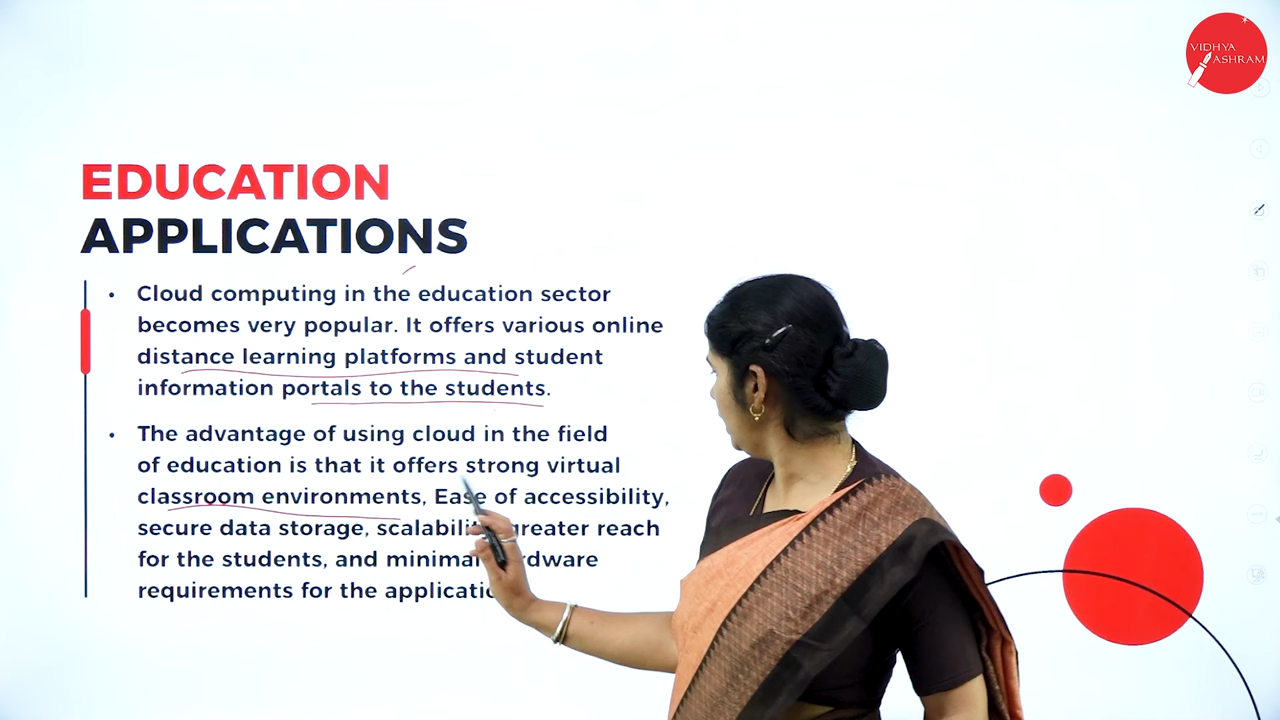 VIDHYA
ASHRAM
EDUCATION
APPLICATIONS
• Cloud computing in the education sector
becomes very popular. It offers various online
distance learning platforms and student
information portals to the students.
• The advantage of using cloud in the field
of education is that it offers strong virtual
classroom environments, Ease of accessibility,
secure data storage, greater reach
for the students, and
requirements for the